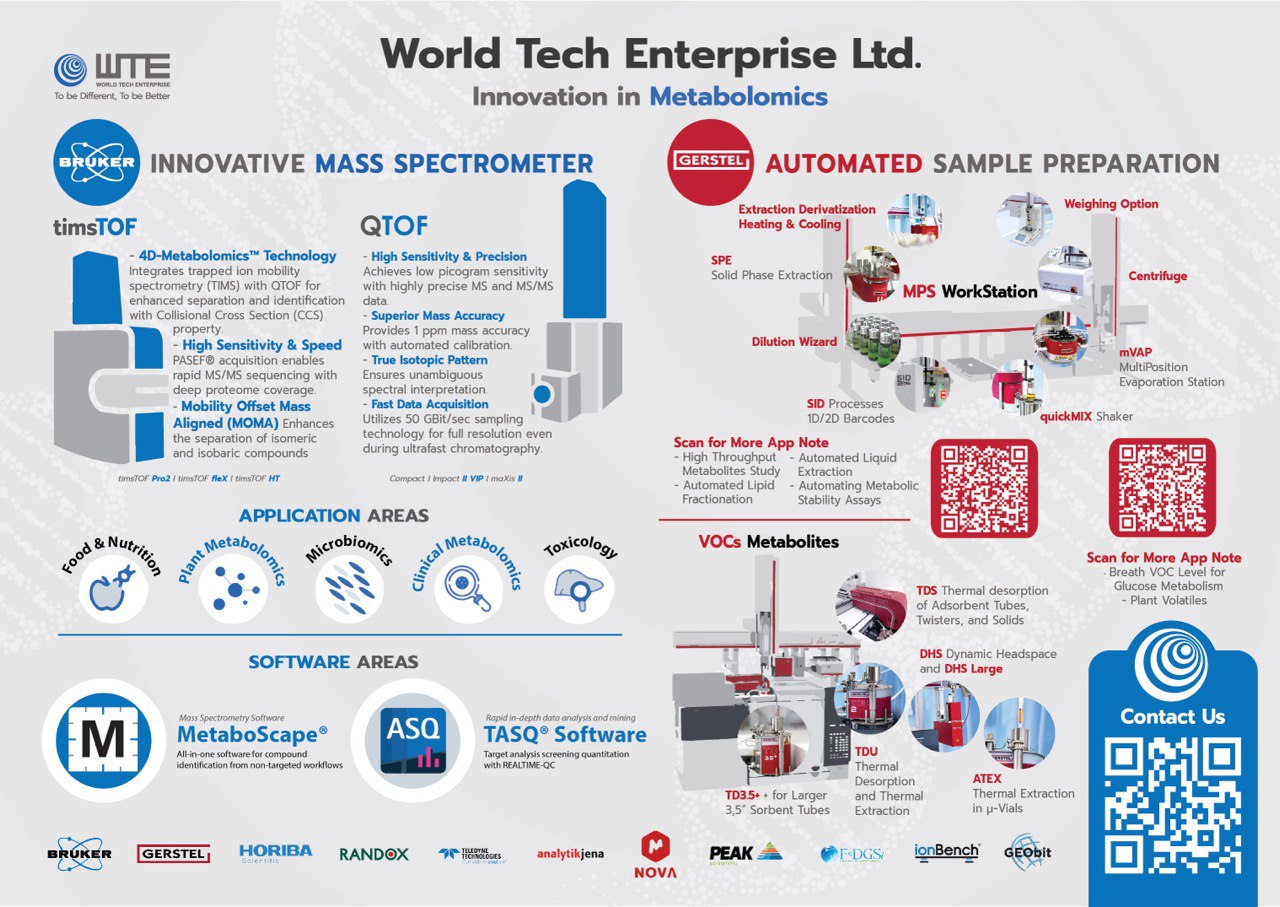 WTE
WORLD TECH ENTERPRISE
To be Different, To be Better
World Tech Enterprise Ltd.
Innovation in Metabolomics
BRUKER
INNOVATIVE MASS SPECTROMETER
timsTOF
- 4D-Metabolomics™ Technology
Integrates trapped ion mobility
spectrometry (TIMS) with QTOF for
enhanced separation and identification
with Collisional Cross Section (CCS)
property.
- High Sensitivity & Speed
PASEF® acquisition enables
rapid MS/MS sequencing with
deep proteome coverage.
- Mobility Offset Mass
Aligned (MOMA) Enhances
the separation of isomeric
and isobaric compounds
timsTOF Pro2 I timsTOF fleX I timsTOF HT
QTOF
- High Sensitivity & Precision
Achieves low picogram sensitivity
with highly precise MS and MS/MS
data.
- Superior Mass Accuracy
Provides 1 ppm mass accuracy
with automated calibration.
- True Isotopic Pattern
Ensures unambiguous
spectral interpretation.
- Fast Data Acquisition
Utilizes 50 GBit/sec sampling
technology for full resolution even
during ultrafast chromatography.
Compact I Impact II VIP I maXis II
APPLICATION AREAS
Food & Nutrition
Plant Metabolomics
Microbiomics
Clinical Metabolomics
Toxicology
SOFTWARE AREAS
M
Mass Spectrometry Software
MetaboScape®
All-in-one software for compound
identification from non-targeted workflows
ASQ
Rapid in-depth data analysis and mining
TASQ® Software
Target analysis screening quantitation
with REALTIME-QC
GERSTEL
AUTOMATED SAMPLE PREPARATION
Extraction Derivatization
Heating & Cooling
Weighing Option
SPE
Solid Phase Extraction
Centrifuge
MPS WorkStation
Dilution Wizard
mVAP
MultiPosition
Evaporation Station
SID
SID Processes
1D/2D Barcodes
quickMIX Shaker
Scan for More App Note
- High Throughput
Metabolites Study
- Automated Lipid
Fractionation
- Automated Liquid
Extraction
- Automating Metabolic
Stability Assays
VOCs Metabolites
Scan for More App Note
- Breath VOC Level for
Glucose Metabolism
- Plant Volatiles
TDS Thermal desorption
of Adsorbent Tubes,
Twisters, and Solids
DHS Dynamic Headspace
and DHS Large
GERSTEL
2
3.5+
TDU
Thermal
Desorption
and Thermal
Extraction
ATEX
Thermal Extraction
in µ-Vials
TD3.5+ + for Larger
3,5" Sorbent Tubes
Contact Us
BRUKER
GERSTEL
HORIBA
Scientific
RANDOX
TELEDYNE
TECHNOLOGIES
analytikjena
NOVA
PEAK
SCIENTIFIC
F-DGSi
ionBench
GEObit